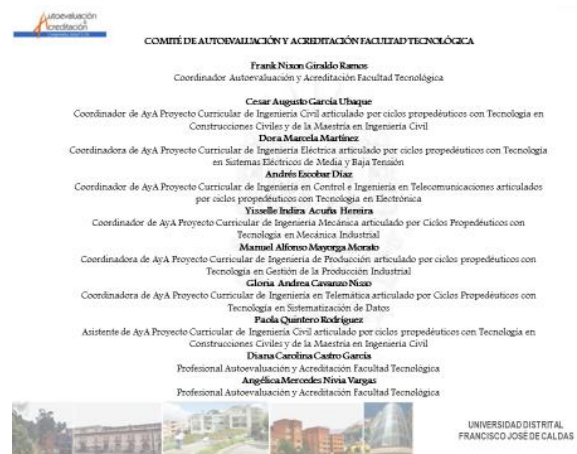 Autoevaluación
&
Acreditación
COMITÉ DE AUTOEVALUACIÓN Y ACREDITACIÓN FACULTAD TECNOLÓGICA
Frank Nixon Giraldo Ramos
Coordinador Autoevaluación y Acreditación Facultad Tecnológica
Cesar Augusto García Ubaque
Coordinador de AyA Proyecto Curricular de Ingeniería Civil articulado por ciclos propedéuticos con Tecnología en
Construcciones Civiles y de la Maestría en Ingeniería Civil
Dora Marcela Martínez
Coordinadora de AyA Proyecto Curricular de Ingeniería Eléctrica articulado por ciclos propedéuticos con Tecnología
en Sistemas Eléctricos de Media y Baja Tensión
Andrés Escobar Díaz
Coordinador de AyA Proyecto Curricular de Ingeniería en Control e Ingeniería en Telecomunicaciones articulados
por ciclos propedéuticos con Tecnología en Electrónica
Yisselle Indira Acuña Hereira
Coordinador de AyA Proyecto Curricular de Ingeniería Mecánica articulado por Ciclos Propedéuticos con
Tecnología en Mecánica Industrial
Manuel Alfonso Mayorga Morato
Coordinadora de AyA Proyecto Curricular de Ingeniería de Producción articulado por ciclos propedéuticos con
Tecnología en Gestión de la Producción Industrial
Gloria Andrea Cavanzo Nisso
Coordinadora de AyA Proyecto Curricular de Ingeniería en Telemática articulado por Ciclos Propedéuticos con
Tecnología en Sistematización de Datos
Paola Quintero Rodríguez
Asistente de AyA Proyecto Curricular de Ingeniería Civil articulado por ciclos propedéuticos con Tecnología en
Construcciones Civiles y de la Maestría en Ingeniería Civil
Diana Carolina Castro García
Profesional Autoevaluación y Acreditación Facultad Tecnológica
Angélica Mercedes Nivia Vargas
Profesional Autoevaluación y Acreditación Facultad Tecnológica
UNIVERSIDAD DISTRITAL
FRANCISCO JOSÉ DE CALDAS